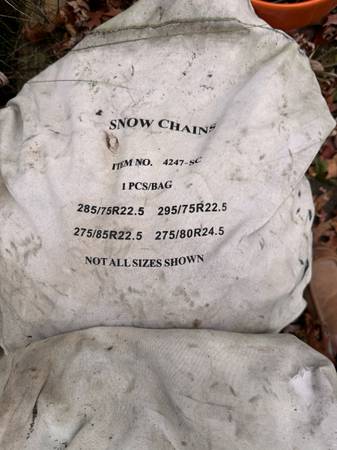 SNOW CHAINS
ITEM NO. 4247-SC
1 PCS/BAG
285/75R22.5 295/75R22.5
275/85R22.5 275/80R24.5
NOT ALL SIZES SHOWN